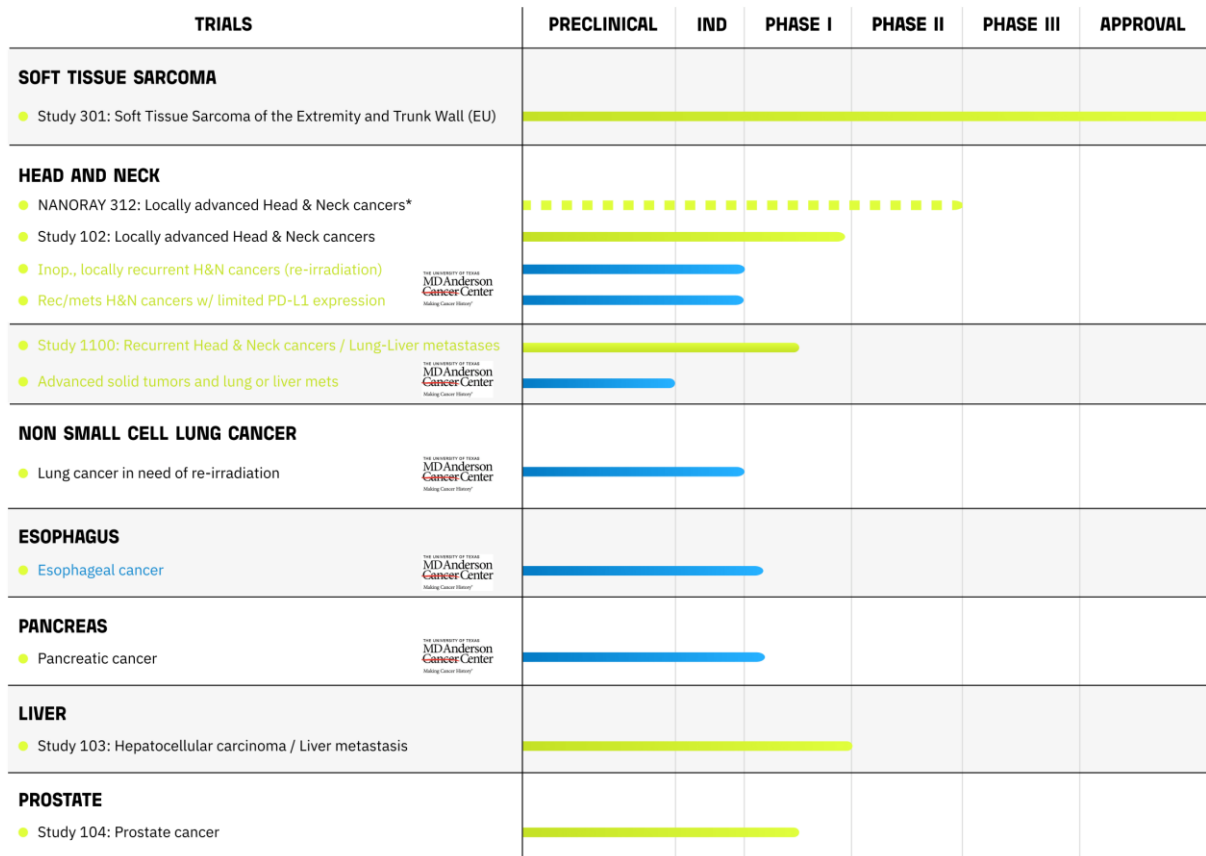 TRIALS PRECLINICAL IND PHASE I PHASE II PHASE III APPROVAL
SOFT TISSUE SARCOMA
Study 301: Soft Tissue Sarcoma of the Extremity and Trunk Wall (EU)
HEAD AND NECK
NANORAY 312: Locally advanced Head & Neck cancers*
Study 102: Locally advanced Head & Neck cancers
Inop., locally recurrent H&N cancers (re-irradiation)
Rec/mets H&N cancers w/ limited PD-L1 expression
THE UNIVERSITY OF TEXAS
MDAnderson
Cancer Center
Making Cancer History®
Study 1100: Recurrent Head & Neck cancers / Lung-Liver metastases
Advanced solid tumors and lung or liver mets
THE UNIVERSITY OF TEXAS
MDAnderson
Cancer Center
Making Cancer History®
NON SMALL CELL LUNG CANCER
Lung cancer in need of re-irradiation
THE UNIVERSITY OF TEXAS
MDAnderson
Cancer Center
Making Cancer History®
ESOPHAGUS
Esophageal cancer
THE UNIVERSITY OF TEXAS
MDAnderson
Cancer Center
Making Cancer History®
PANCREAS
Pancreatic cancer
THE UNIVERSITY OF TEXAS
MDAnderson
Cancer Center
Making Cancer History®
LIVER
Study 103: Hepatocellular carcinoma / Liver metastasis
PROSTATE
Study 104: Prostate cancer